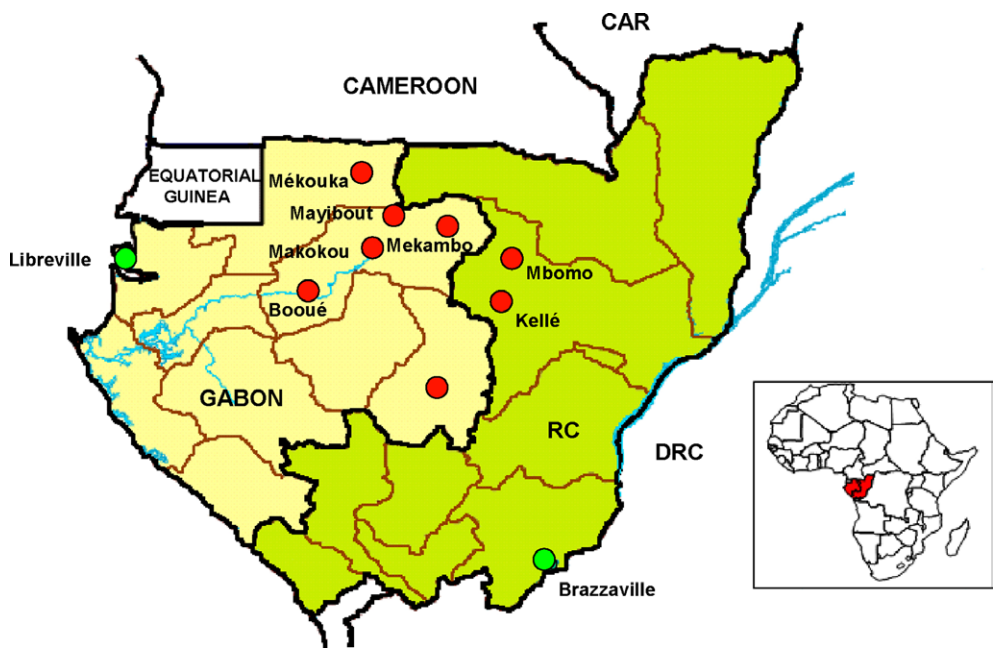 CAR
CAMEROON
EQUATORIAL
GUINEA
Mékouka
Mayibout
Libreville
Makokou
Mekambo
Mbomo
Booué
Kellé
GABON
RC
DRC
Brazzaville